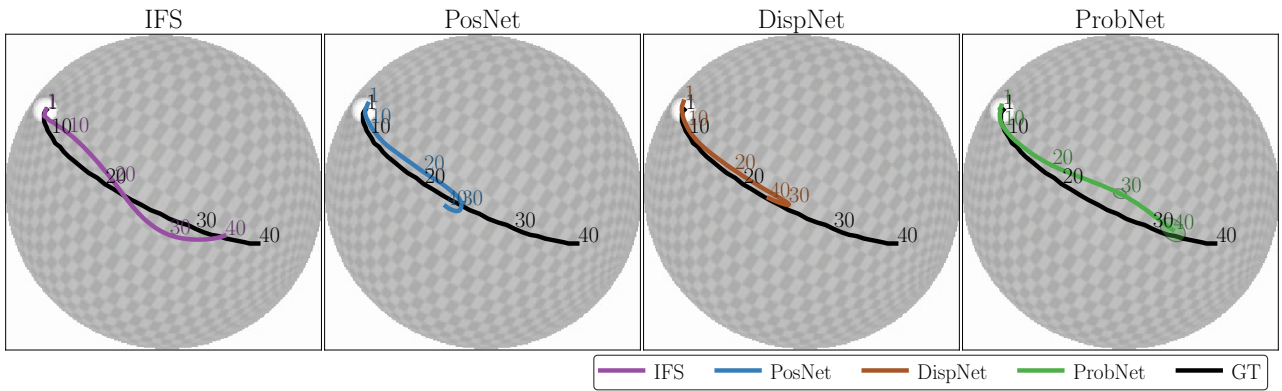 IFS PosNet DispNet ProbNet
1 1 1 1 1 1 1
10 10 10 10 10 10 10 10
20 20 20 20 20 20 20 20
30 30 30 30 30 30 30 30
40 40 40 40 40 40 40 40
IFS PosNet DispNet ProbNet GT